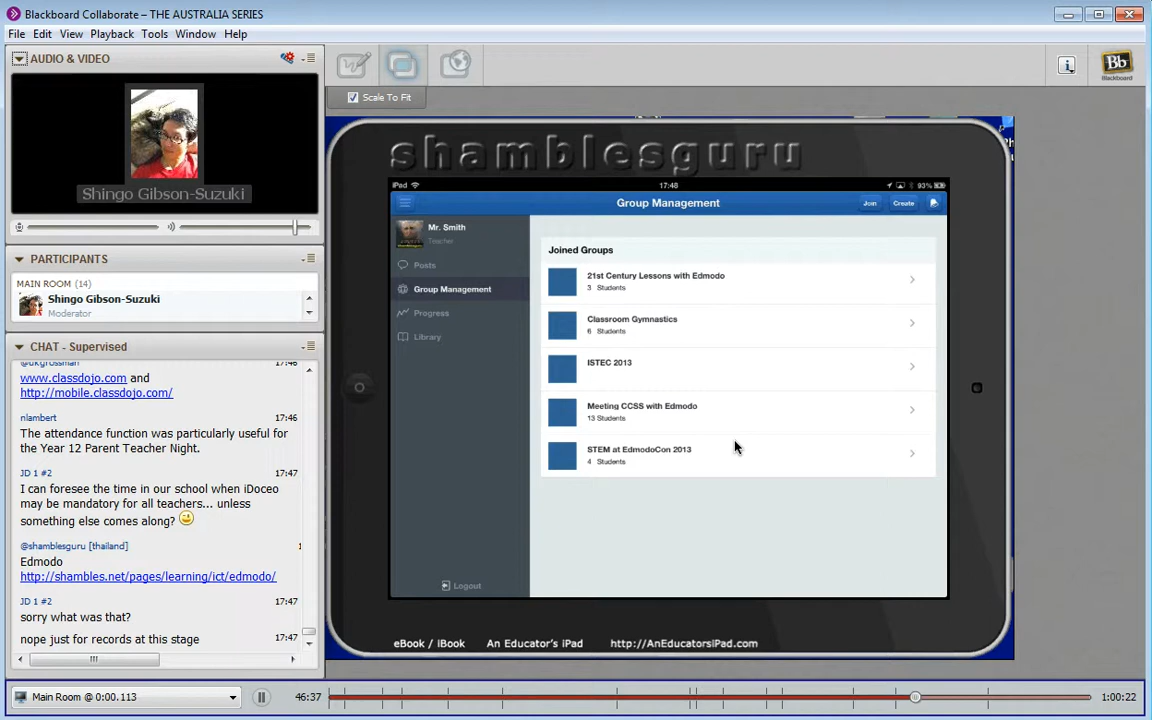 Blackboard Collaborate – THE AUSTRALIA SERIES
File Edit View Playback Tools Window Help
AUDIO & VIDEO
Shingo Gibson-Suzuki
PARTICIPANTS
MAIN ROOM (14)
Shingo Gibson-Suzuki
Moderator
CHAT - Supervised
@dkgrossman 17:46
www.classdojo.com and
http://mobile.classdojo.com/
nlambert 17:46
The attendance function was particularly useful for
the Year 12 Parent Teacher Night.
JD 1 #2 17:47
I can foresee the time in our school when iDoceo
may be mandatory for all teachers... unless
something else comes along?
@shamblesguru [thailand] 1
Edmodo
http://shambles.net/pages/learning/ict/edmodo/
JD 1 #2 17:47
sorry what was that?
nope just for records at this stage 17:47
Main Room @ 0:00.113
46:37
1:00:22
Scale To Fit
Bb
Blackboard
shamblesguru
iPad 17:48 93%
Group Management
Join Create
Mr. Smith
Teacher
Posts
Group Management
Progress
Library
Logout
Joined Groups
21st Century Lessons with Edmodo
3 Students
Classroom Gymnastics
6 Students
ISTEC 2013
Meeting CCSS with Edmodo
13 Students
STEM at EdmodoCon 2013
4 Students
eBook / iBook An Educator's iPad http://AnEducatorsiPad.com